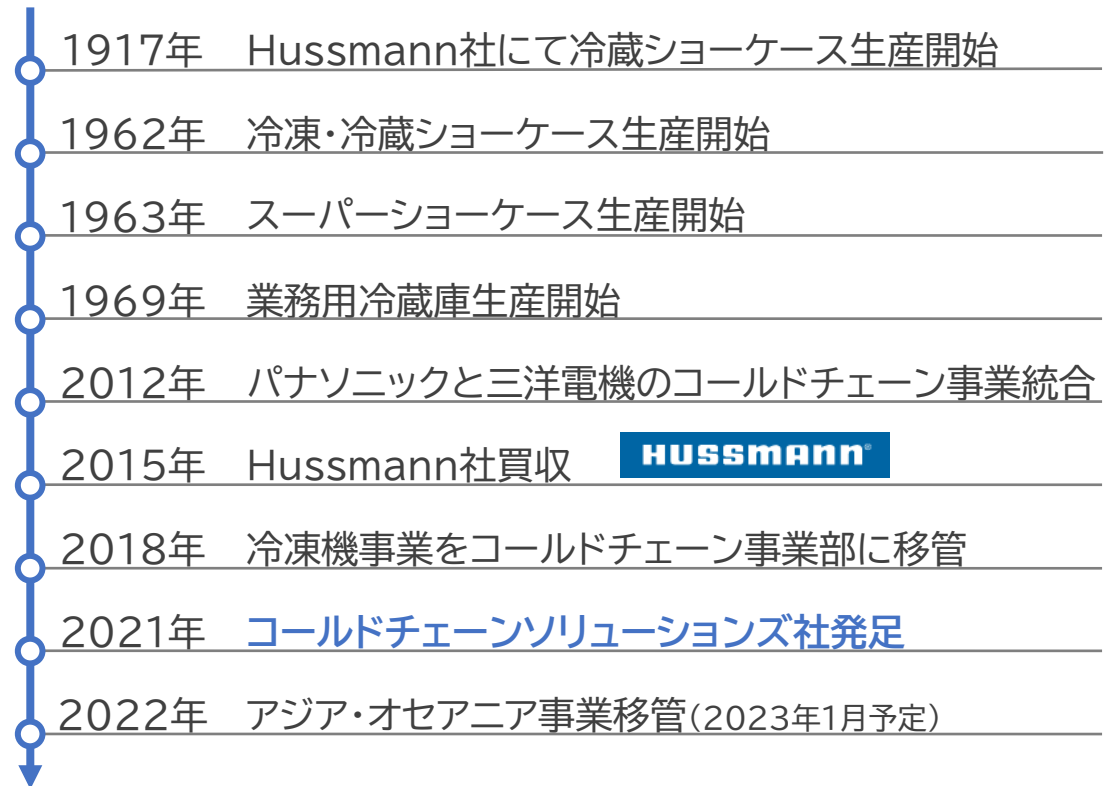 1917年 Hussmann社にて冷蔵ショーケース生産開始
1962年 冷凍・冷蔵ショーケース生産開始
1963年 スーパーショーケース生産開始
1969年 業務用冷蔵庫生産開始
2012年 パナソニックと三洋電機のコールドチェーン事業統合
2015年 Hussmann社買収 HUSSMANN®
2018年 冷凍機事業をコールドチェーン事業部に移管
2021年 コールドチェーンソリューションズ社発足
2022年 アジア・オセアニア事業移管(2023年1月予定)